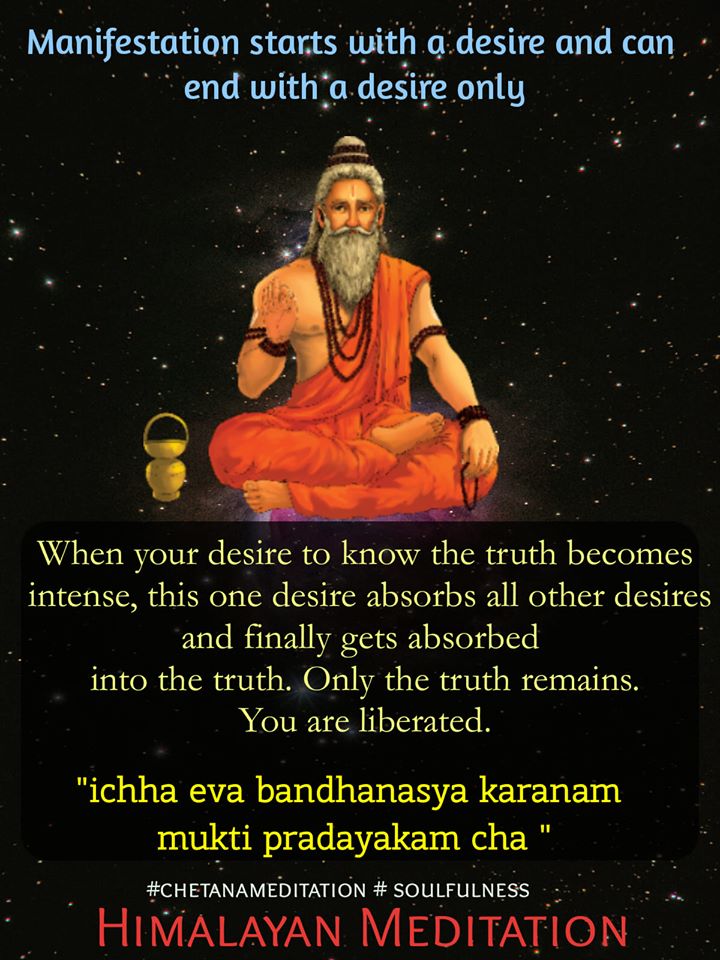 Manifestation starts with a desire and can
end with a desire only
When your desire to know the truth becomes
intense, this one desire absorbs all other desires
and finally gets absorbed
into the truth. Only the truth remains.
You are liberated.
"ichha eva bandhanasya karanam
mukti pradayakam cha "
#CHETANAMEDITATION # SOULFULNESS
HIMALAYAN MEDITATION